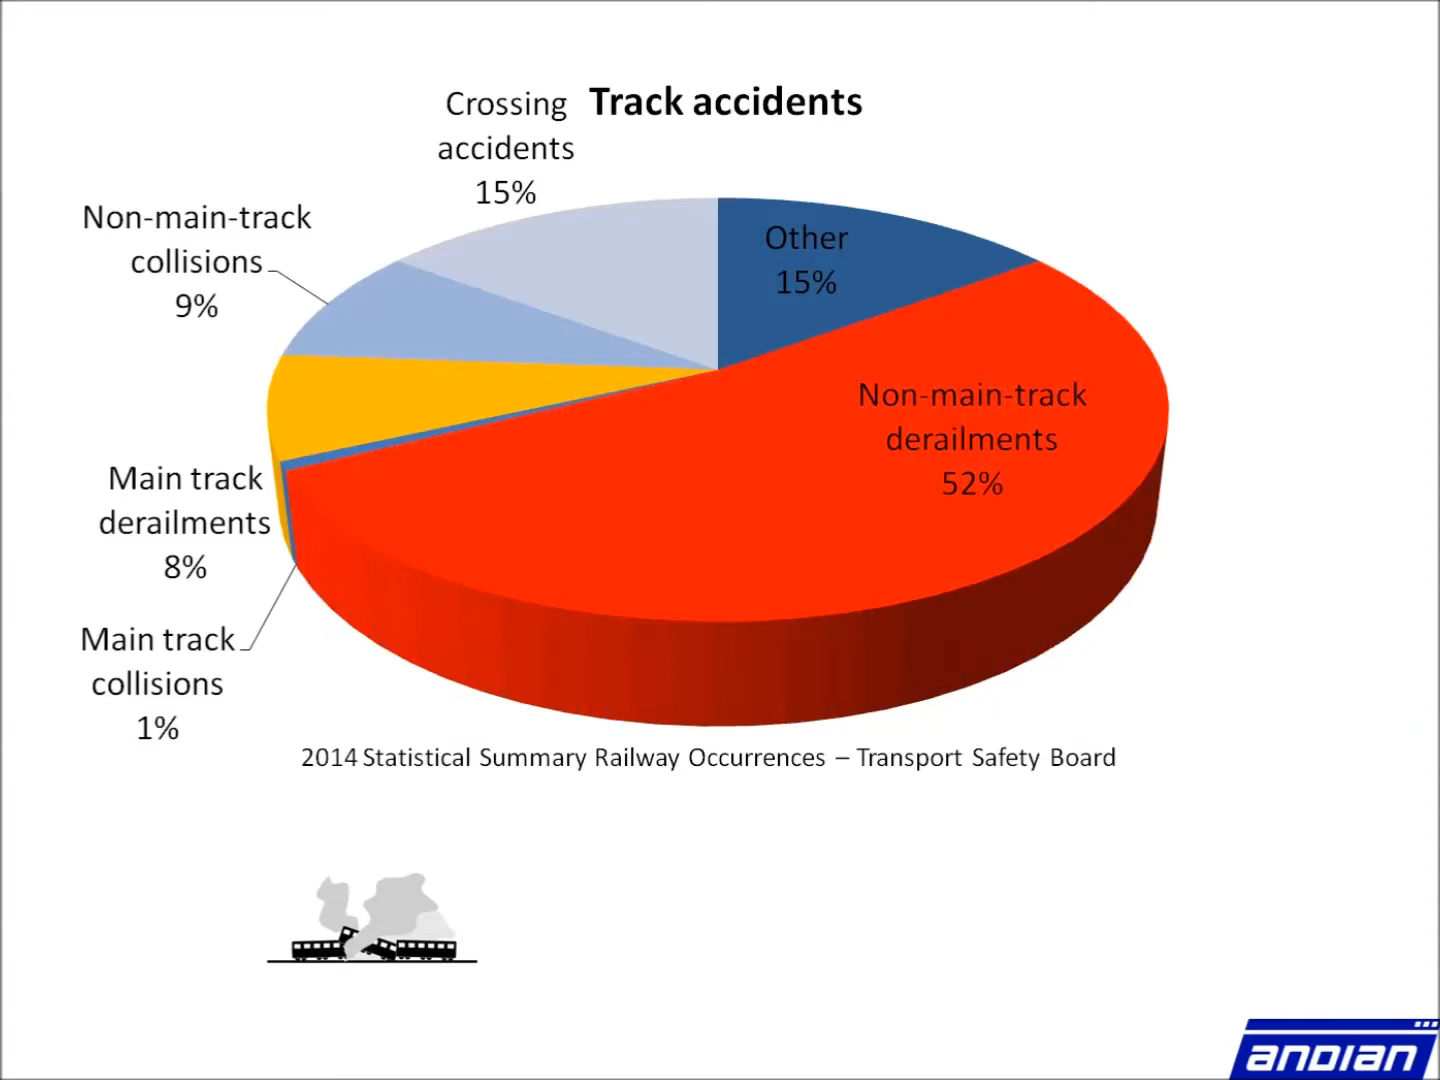 Track accidents
Crossing
accidents
15%
Other
15%
Non-main-track
collisions
9%
Non-main-track
derailments
52%
Main track
derailments
8%
Main track
collisions
1%
2014 Statistical Summary Railway Occurrences – Transport Safety Board
ANDIAN